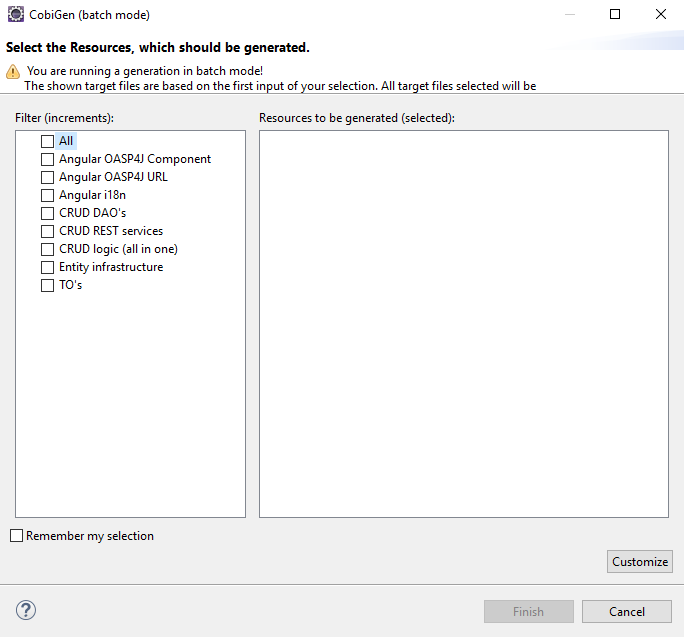 CobiGen (batch mode)
Select the Resources, which should be generated.
You are running a generation in batch mode!
The shown target files are based on the first input of your selection. All target files selected will be
Filter (increments):
Resources to be generated (selected):
All
Angular OASP4J Component
Angular OASP4J URL
Angular i18n
CRUD DAO's
CRUD REST services
CRUD logic (all in one)
Entity infrastructure
TO's
Remember my selection
Customize
?
Finish
Cancel